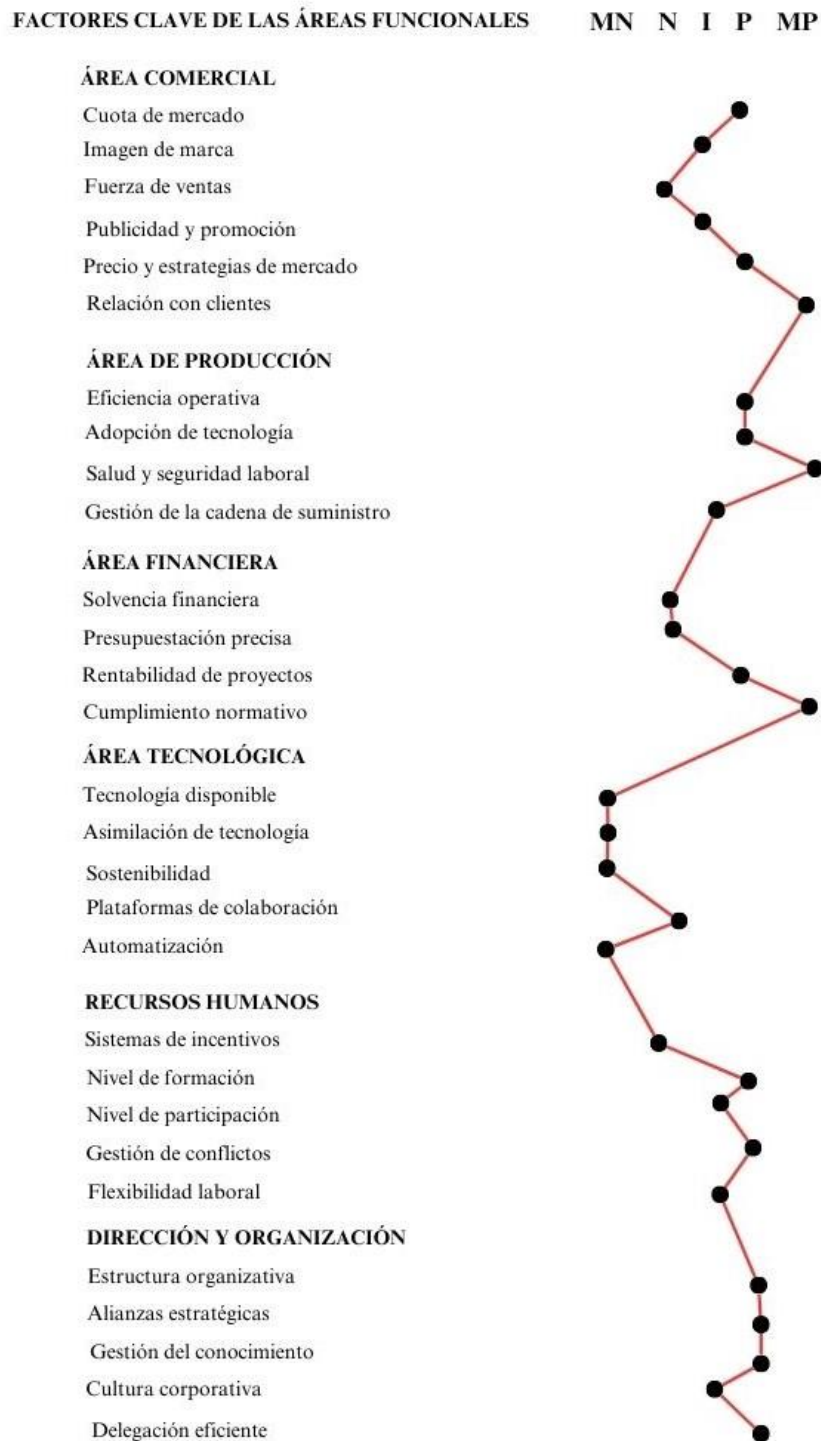 FACTORES CLAVE DE LAS ÁREAS FUNCIONALES MN N I P MP
ÁREA COMERCIAL
Cuota de mercado
Imagen de marca
Fuerza de ventas
Publicidad y promoción
Precio y estrategias de mercado
Relación con clientes
ÁREA DE PRODUCCIÓN
Eficiencia operativa
Adopción de tecnología
Salud y seguridad laboral
Gestión de la cadena de suministro
ÁREA FINANCIERA
Solvencia financiera
Presupuestación precisa
Rentabilidad de proyectos
Cumplimiento normativo
ÁREA TECNOLÓGICA
Tecnología disponible
Asimilación de tecnología
Sostenibilidad
Plataformas de colaboración
Automatización
RECURSOS HUMANOS
Sistemas de incentivos
Nivel de formación
Nivel de participación
Gestión de conflictos
Flexibilidad laboral
DIRECCIÓN Y ORGANIZACIÓN
Estructura organizativa
Alianzas estratégicas
Gestión del conocimiento
Cultura corporativa
Delegación eficiente